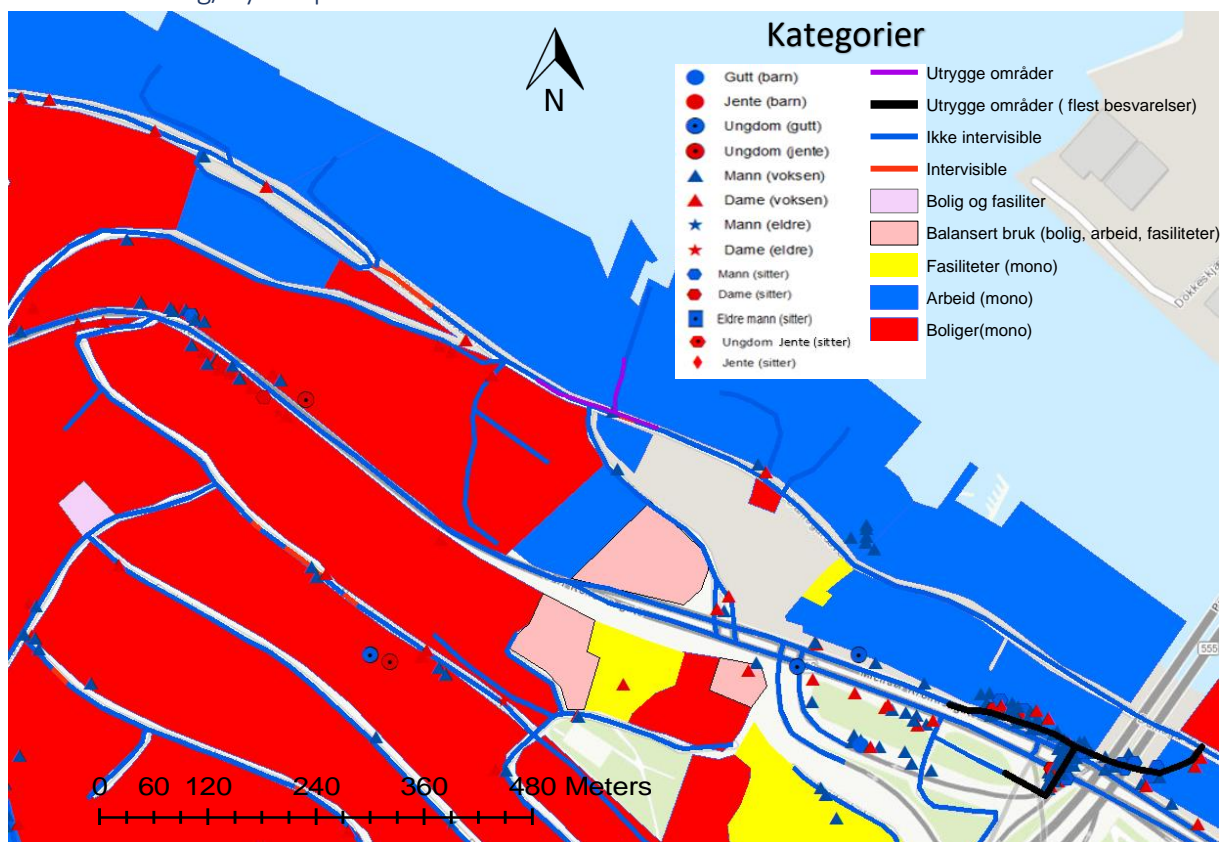 Kategorier
N
Gutt (barn)
Jente (barn)
Ungdom (gutt)
Ungdom (jente)
Mann (voksen)
Dame (voksen)
Mann (eldre)
Dame (eldre)
Mann (sitter)
Dame (sitter)
Eldre mann (sitter)
Ungdom Jente (sitter)
Jente (sitter)
Utrygge områder
Utrygge områder ( flest besvarelser)
Ikke intervisible
Intervisible
Bolig og fasiliter
Balansert bruk (bolig, arbeid, fasiliteter)
Fasiliteter (mono)
Arbeid (mono)
Boliger(mono)
Dokkeskjæ
555
0 60 120 240 360 480 Meters